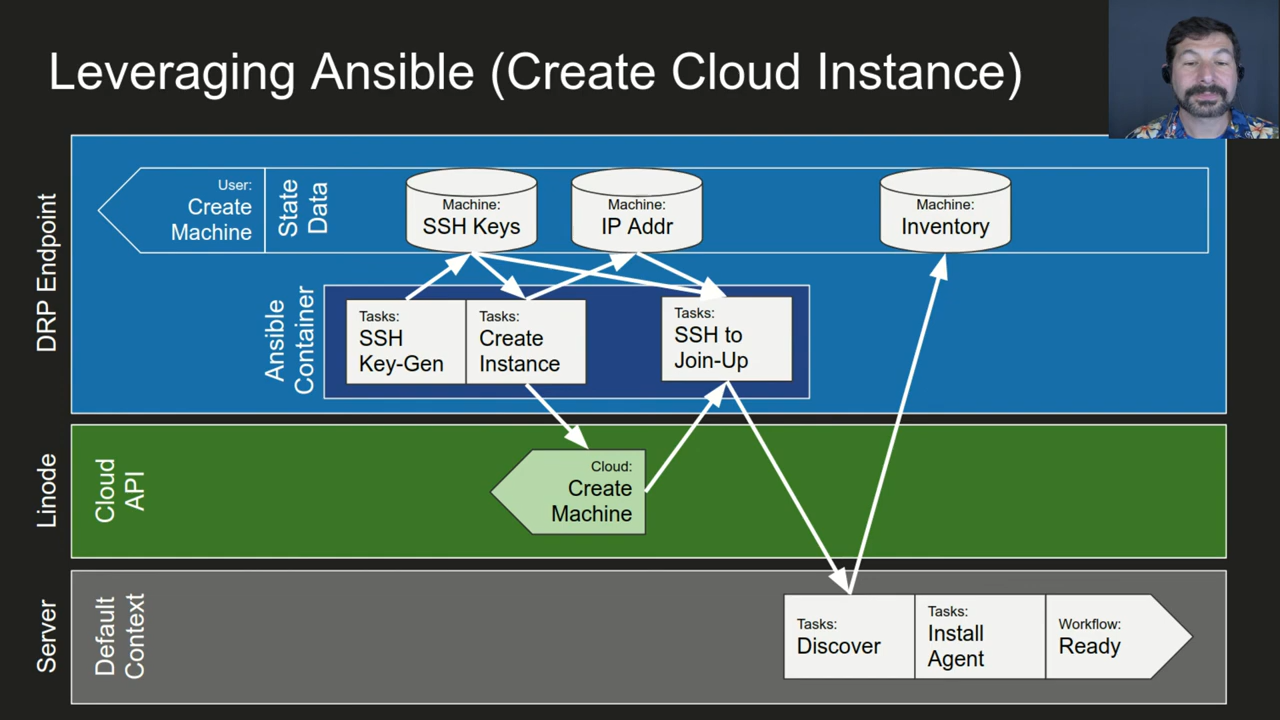 Leveraging Ansible (Create Cloud Instance)
DRP Endpoint
User:
Create
Machine
State
Data
Machine:
SSH Keys
Machine:
IP Addr
Machine:
Inventory
Ansible
Container
Tasks:
SSH
Key-Gen
Tasks:
Create
Instance
Tasks:
SSH to
Join-Up
Linode
Cloud
API
Cloud:
Create
Machine
Server
Default
Context
Tasks:
Discover
Tasks:
Install
Agent
Workflow:
Ready